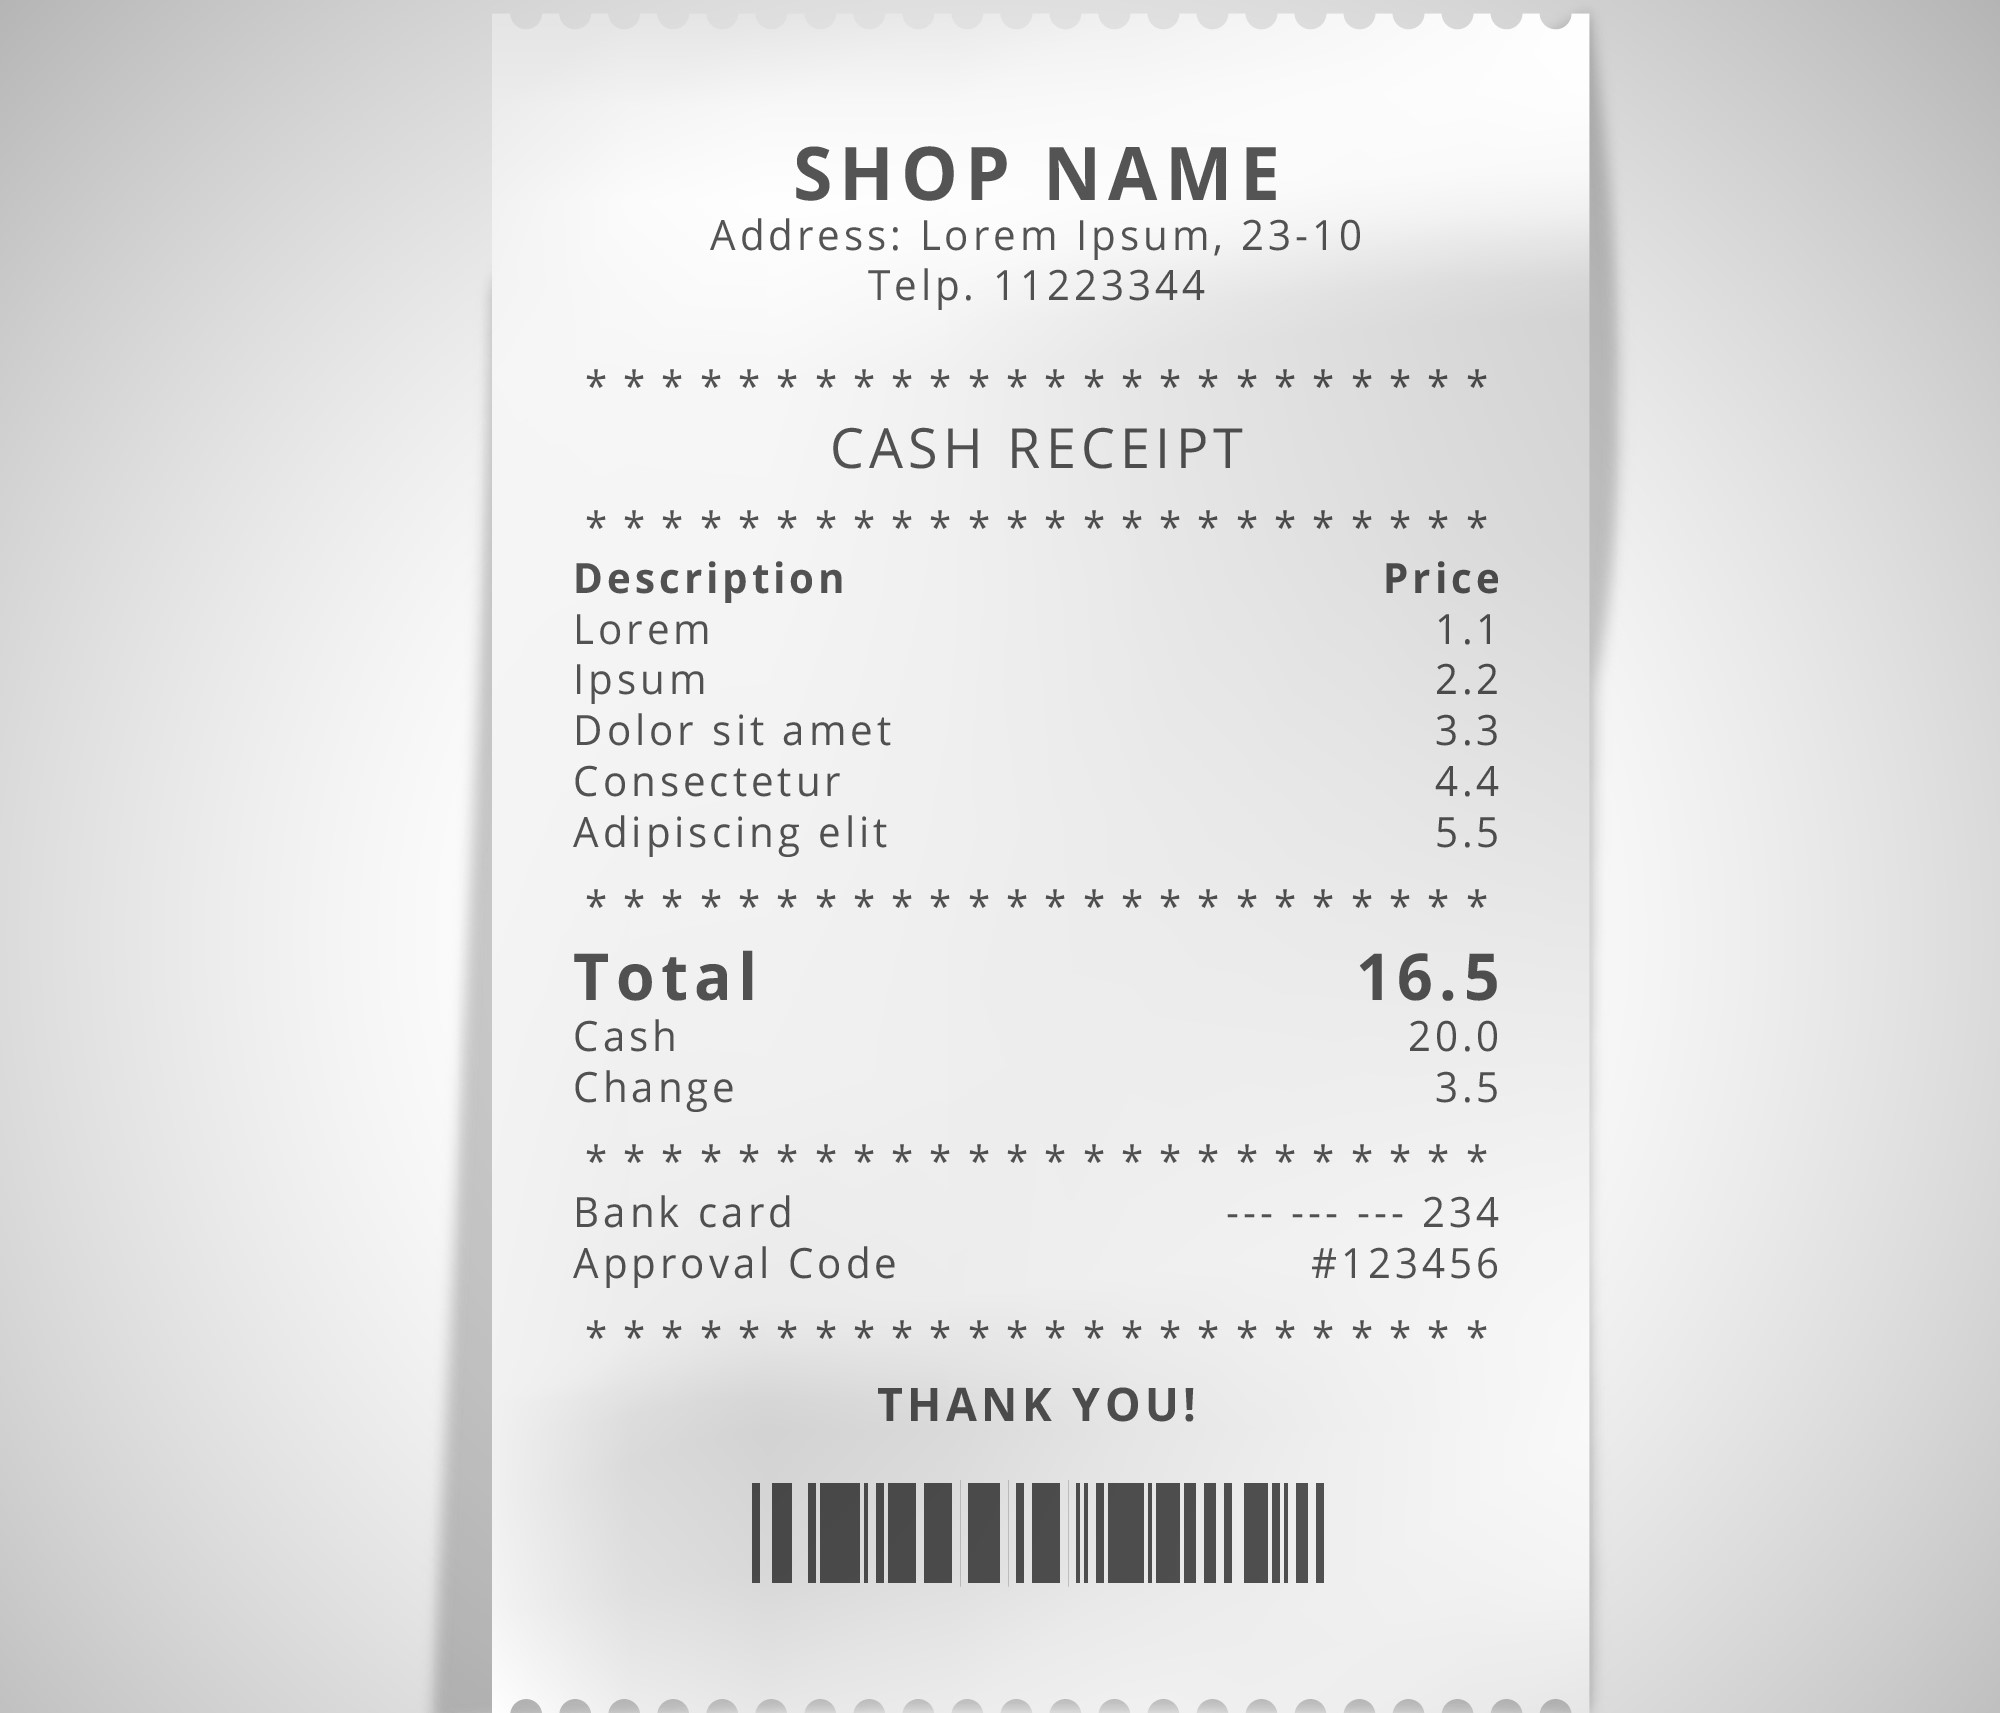 SHOP NAME
Address: Lorem Ipsum, 23-10
Telp. 11223344
* * * * * * * * * * * * * * * * * * * * * * * *
CASH RECEIPT
* * * * * * * * * * * * * * * * * * * * * * * *
Description Price
Lorem 1.1
Ipsum 2.2
Dolor sit amet 3.3
Consectetur 4.4
Adipiscing elit 5.5
* * * * * * * * * * * * * * * * * * * * * * * *
Total 16.5
Cash 20.0
Change 3.5
* * * * * * * * * * * * * * * * * * * * * * * *
Bank card --- --- --- 234
Approval Code #123456
* * * * * * * * * * * * * * * * * * * * * * * *
THANK YOU!